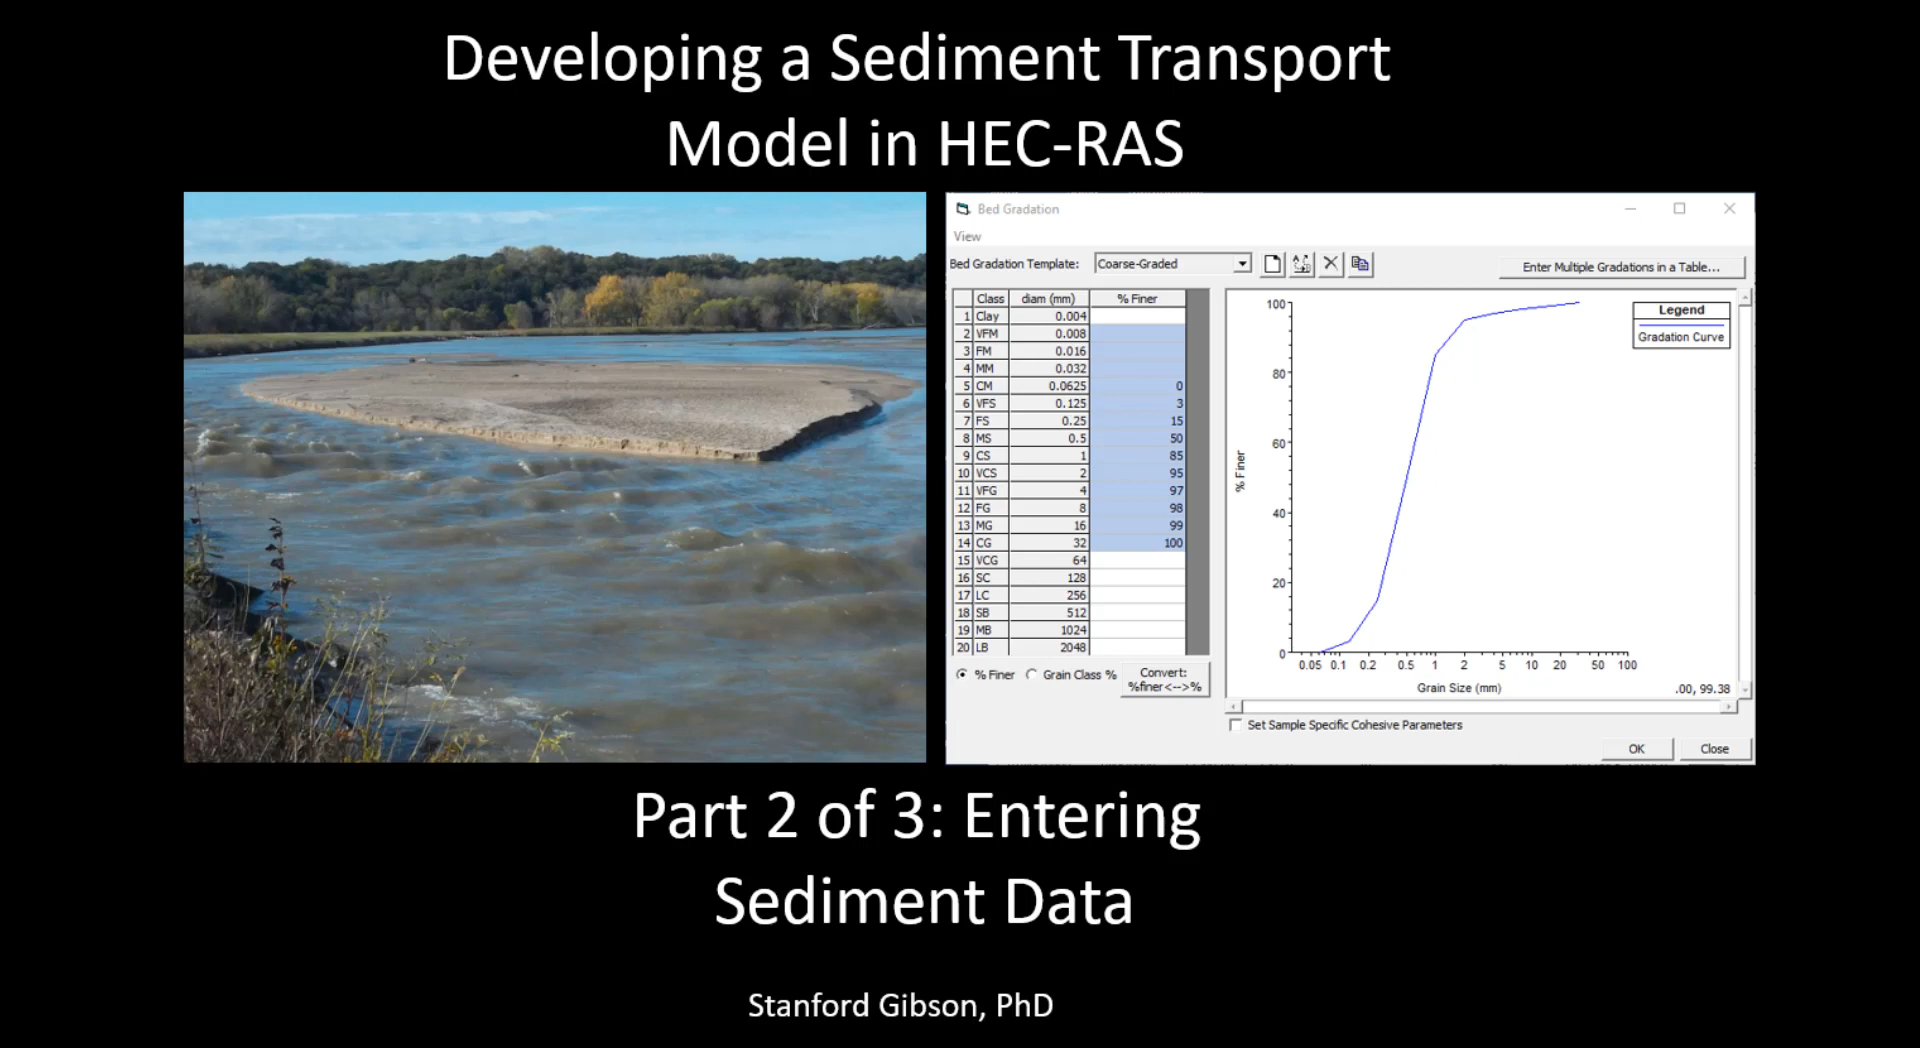 Developing a Sediment Transport
Model in HEC-RAS
Bed Gradation
View
Bed Gradation Template: Coarse-Graded Enter Multiple Gradations in a Table...
Class diam (mm) % Finer
1 Clay 0.004
2 VFM 0.008
3 FM 0.016
4 MM 0.032
5 CM 0.0625 0
6 VFS 0.125 3
7 FS 0.25 15
8 MS 0.5 50
9 CS 1 85
10 VCS 2 95
11 VFG 4 97
12 FG 8 98
13 MG 16 99
14 CG 32 100
15 VCG 64
16 SC 128
17 LC 256
18 SB 512
19 MB 1024
20 LB 2048
% Finer Grain Class % Convert:
%finer<-->%
Legend
Gradation Curve
100
80
60
40
20
0
% Finer
0.05 0.1 0.2 0.5 1 2 5 10 20 50 100
Grain Size (mm)
.00, 99.38
Set Sample Specific Cohesive Parameters
OK Close
Part 2 of 3: Entering
Sediment Data
Stanford Gibson, PhD